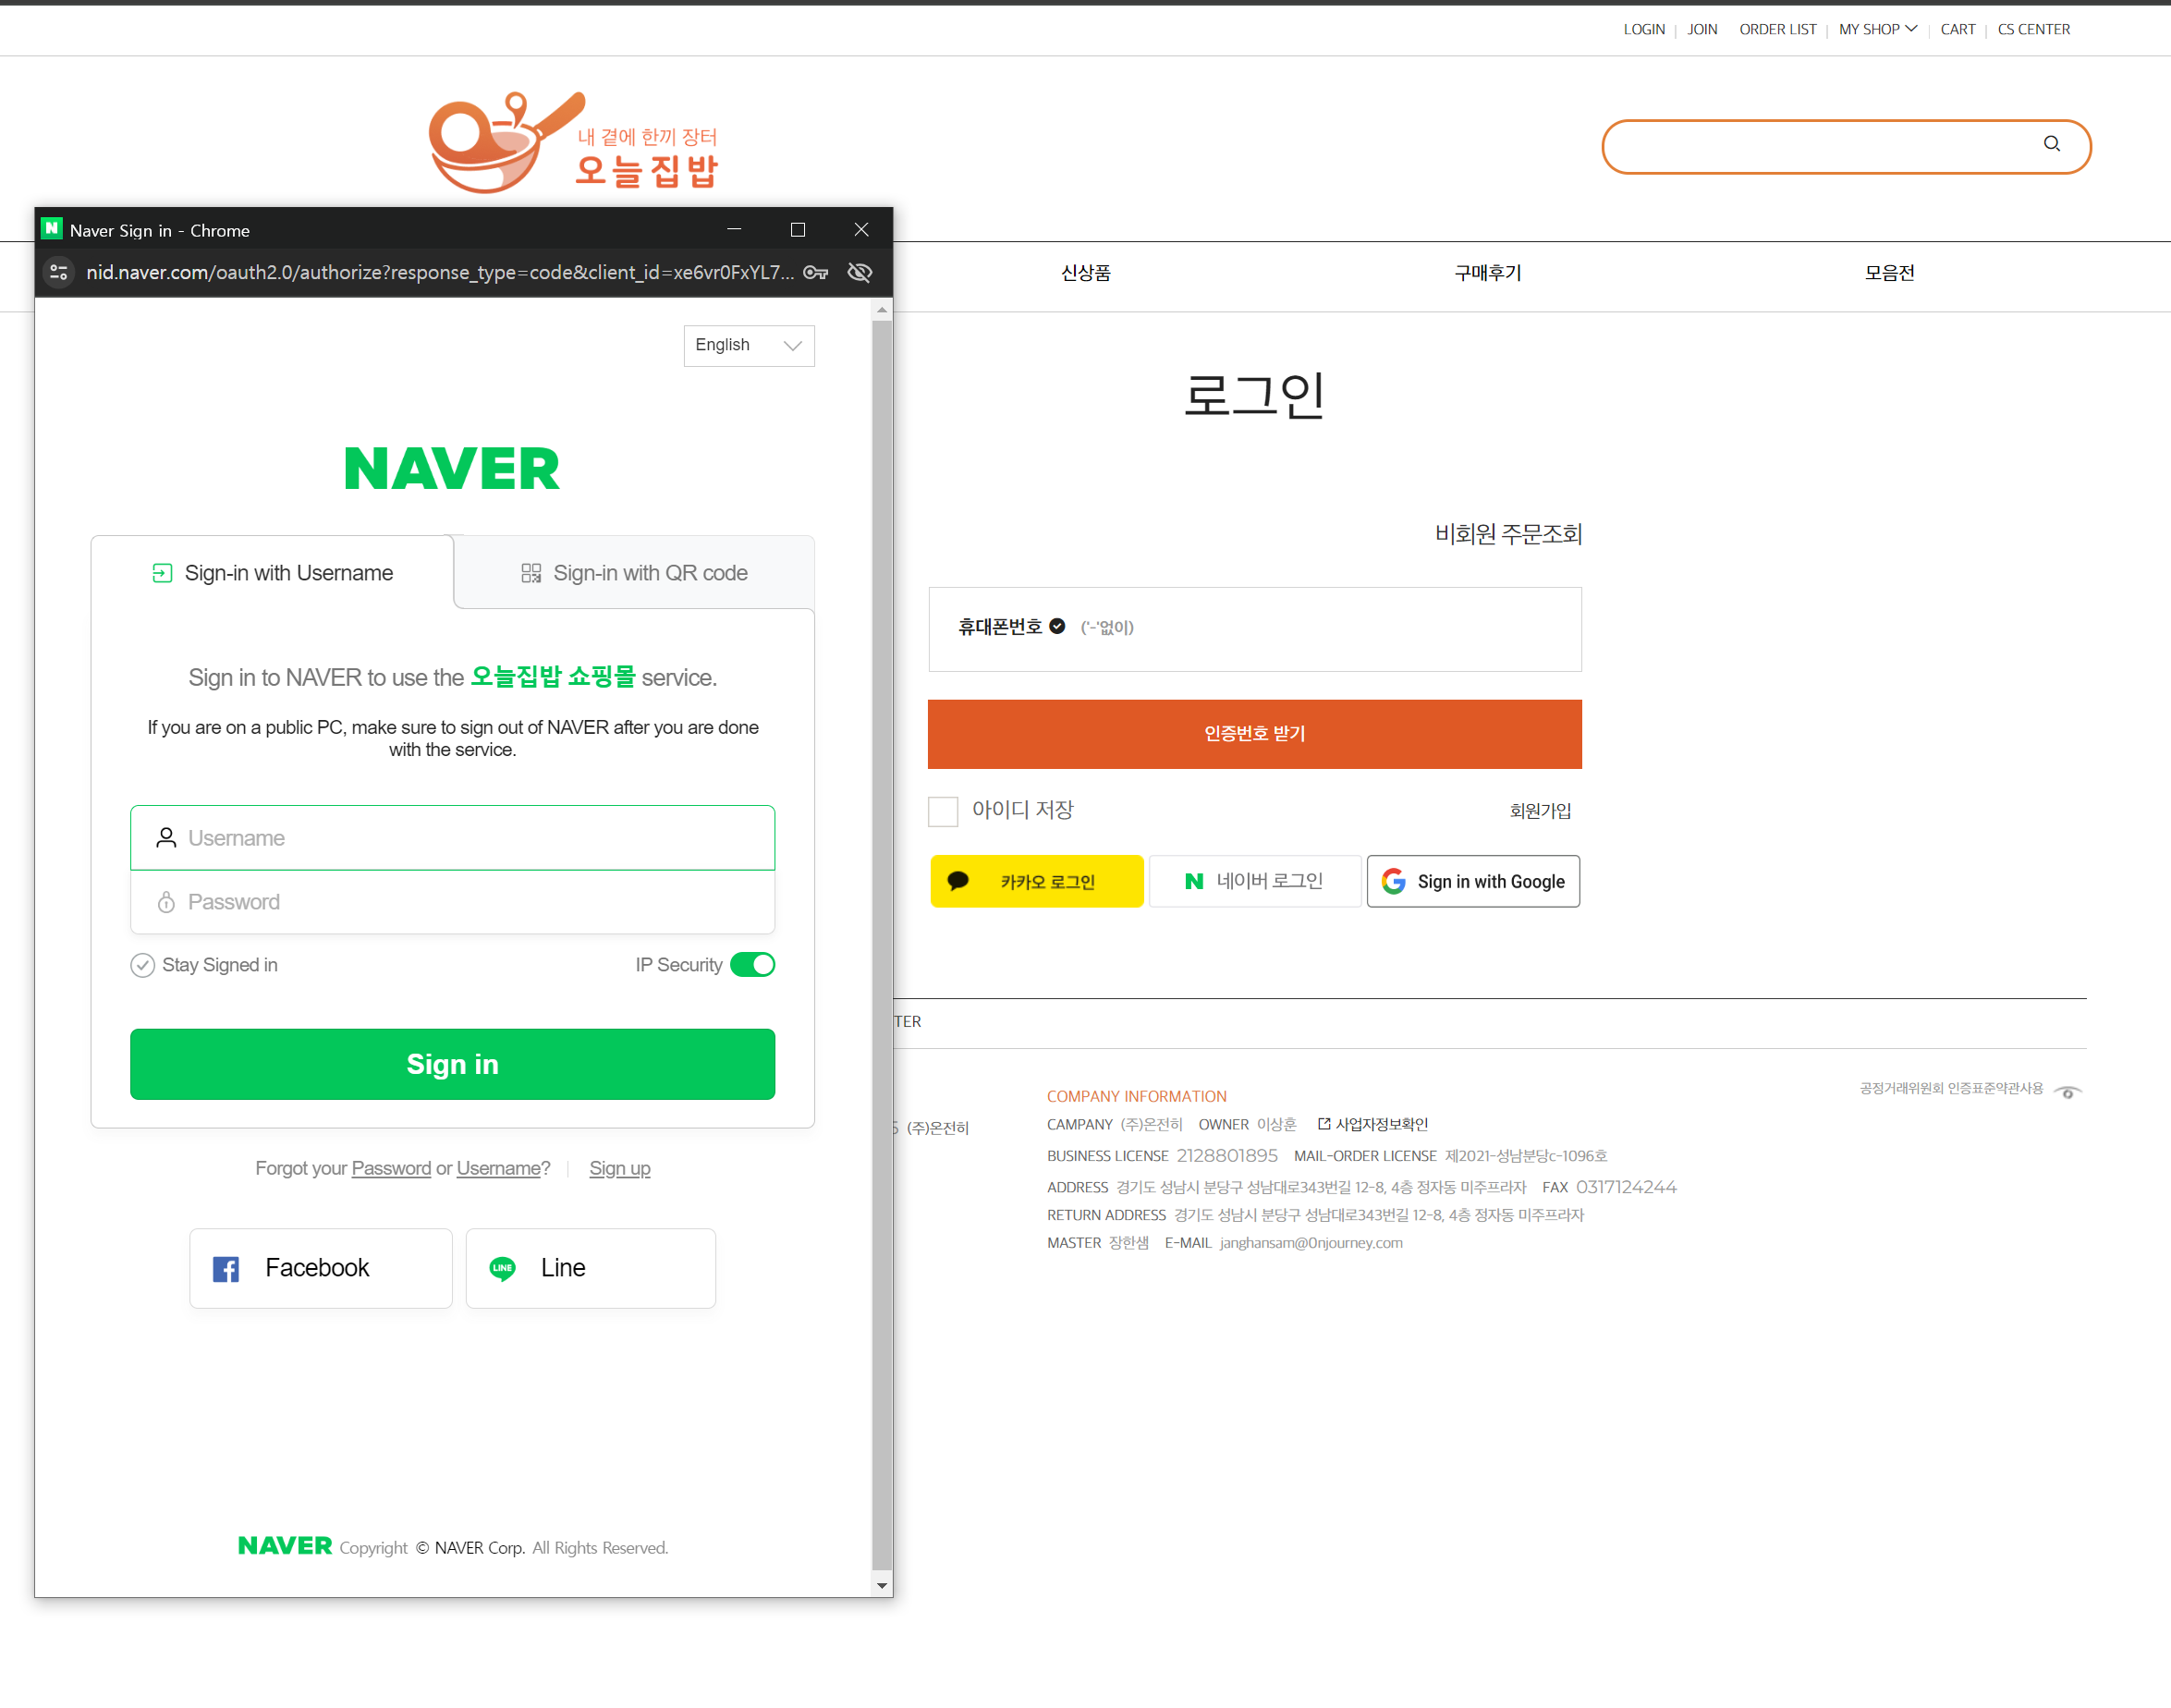 LOGIN JOIN ORDER LIST MY SHOP CART CS CENTER
내 곁에 한끼 장터
오늘집밥
Naver Sign in - Chrome
nid.naver.com/oauth2.0/authorize?response_type=code&client_id=xe6vr0FxYL7...
신상품 구매후기 모음전
English
NAVER
Sign-in with Username
Sign-in with QR code
Sign in to NAVER to use the 오늘집밥 쇼핑몰 service.
If you are on a public PC, make sure to sign out of NAVER after you are done
with the service.
Username
Password
Stay Signed in
IP Security
Sign in
Forgot your Password or Username? Sign up
Facebook
LINE Line
NAVER Copyright © NAVER Corp. All Rights Reserved.
로그인
비회원 주문조회
휴대폰번호 ('-'없이)
인증번호 받기
아이디 저장 회원가입
카카오 로그인
N 네이버 로그인
Sign in with Google
TER
(주)온전히
COMPANY INFORMATION
CAMPANY (주)온전히 OWNER 이상훈 사업자정보확인
BUSINESS LICENSE 2128801895 MAIL-ORDER LICENSE 제2021-성남분당c-1096호
ADDRESS 경기도 성남시 분당구 성남대로343번길 12-8, 4층 정자동 미주프라자 FAX 0317124244
RETURN ADDRESS 경기도 성남시 분당구 성남대로343번길 12-8, 4층 정자동 미주프라자
MASTER 장한샘 E-MAIL janghansam@0njourney.com
공정거래위원회 인증표준약관사용